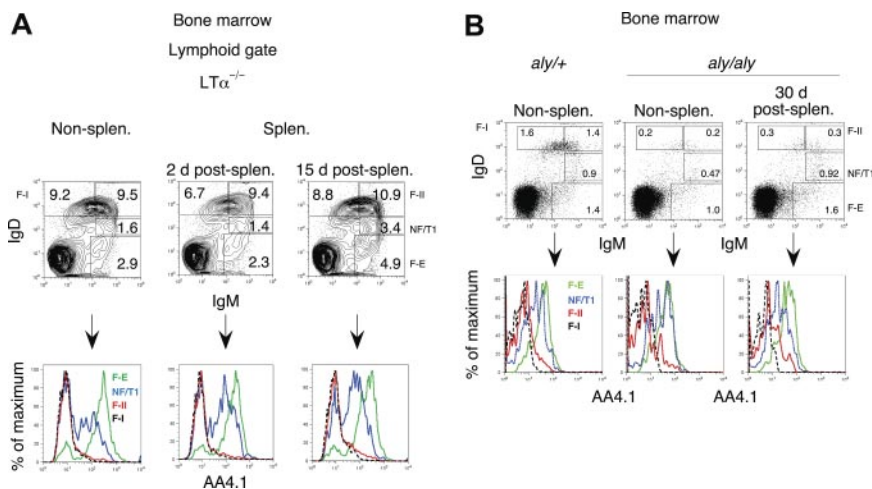 A
Bone marrow
Lymphoid gate
LTα−/−
Non-splen.
Splen.
2 d post-splen.
15 d post-splen.
F-I
9.2
9.5
6.7
9.4
8.8
10.9
F-II
1.6
1.4
3.4
NF/T1
2.9
2.3
4.9
F-E
IgD
IgM
% of maximum
F-E
NF/T1
F-II
F-I
AA4.1
B
Bone marrow
aly/+
aly/aly
Non-splen.
Non-splen.
30 d
post-splen.
F-I
1.6
1.4
0.2
0.2
0.3
0.3
F-II
0.9
0.47
0.92
NF/T1
1.4
1.0
1.6
F-E
IgD
IgM
IgM
% of maximum
F-E
NF/T1
F-II
F-I
AA4.1
AA4.1